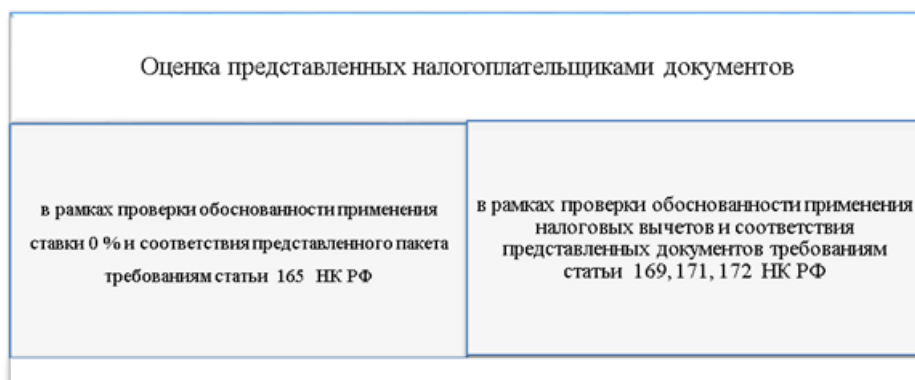 Оценка представленных налогоплательщиками документов
в рамках проверки обоснованности применения
ставки 0 % и соответствия представленного пакета
требованиям статьи 165 НК РФ
в рамках проверки обоснованности применения
налоговых вычетов и соответствия
представленных документов требованиям
статьи 169, 171, 172 НК РФ